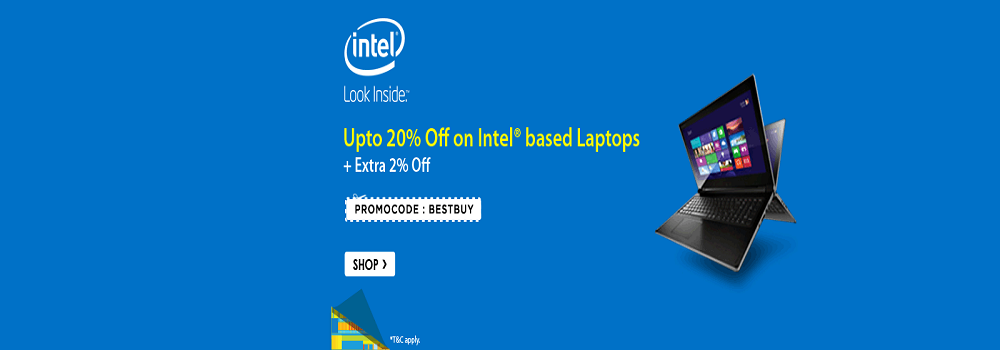 intel
Look Inside.™
Upto 20% Off on Intel® based Laptops
+ Extra 2% Off
PROMOCODE : BESTBUY
SHOP >
*T&C apply.